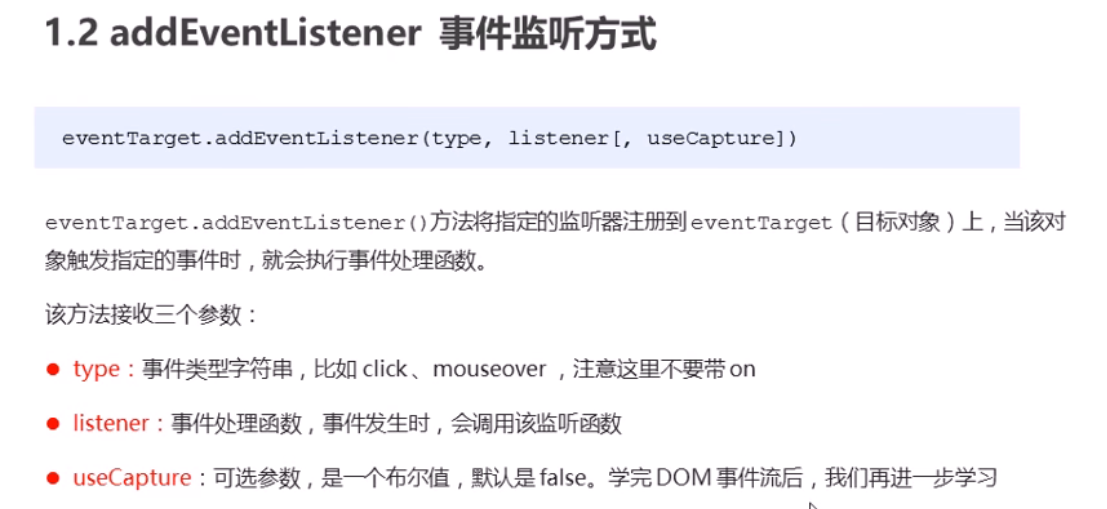 1.2 addEventListener 事件监听方式
eventTarget.addEventListener(type, listener[, useCapture])
eventTarget.addEventListener()方法将指定的监听器注册到 eventTarget（目标对象）上，当该对
象触发指定的事件时，就会执行事件处理函数。
该方法接收三个参数：
● type：事件类型字符串，比如 click、mouseover ，注意这里不要带 on
● listener：事件处理函数，事件发生时，会调用该监听函数
● useCapture：可选参数，是一个布尔值，默认是 false。学完 DOM 事件流后，我们再进一步学习